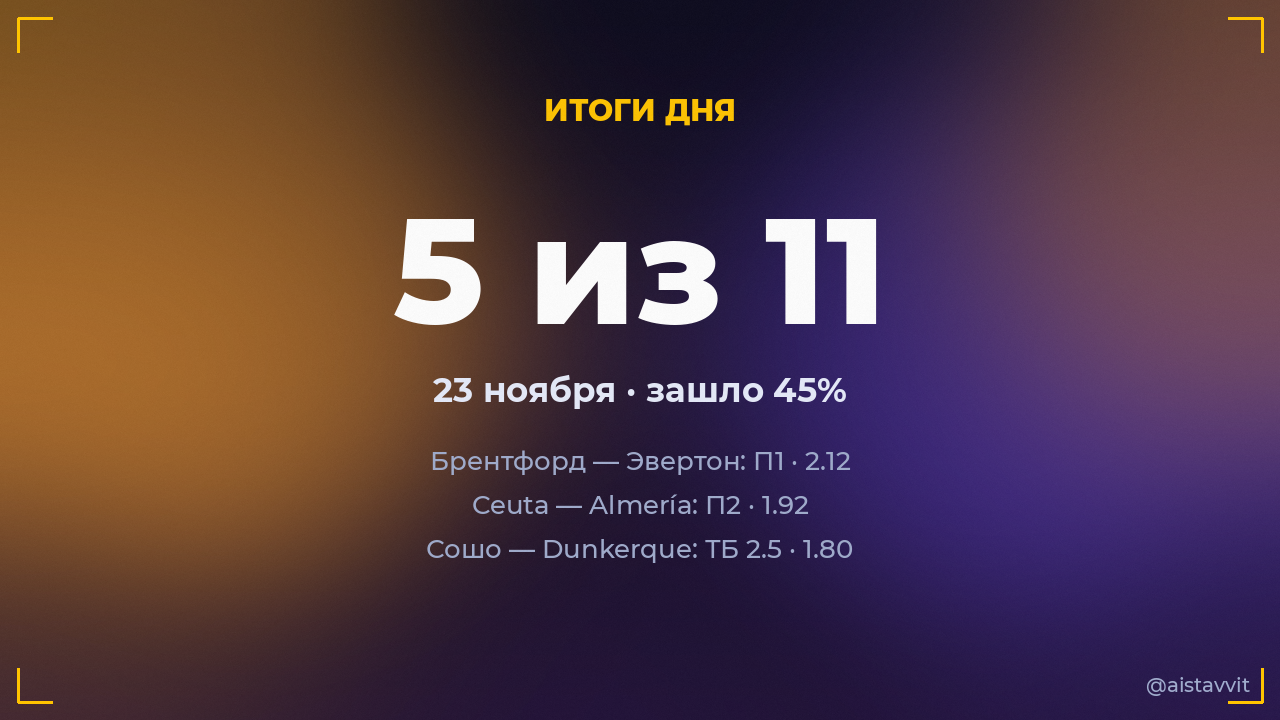 ИТОГИ ДНЯ
5 из 11
23 ноября · зашло 45%
Брентфорд — Эвертон: П1 · 2.12
Ceuta — Almería: П2 · 1.92
Сошо — Dunkerque: ТБ 2.5 · 1.80
@aistavvit